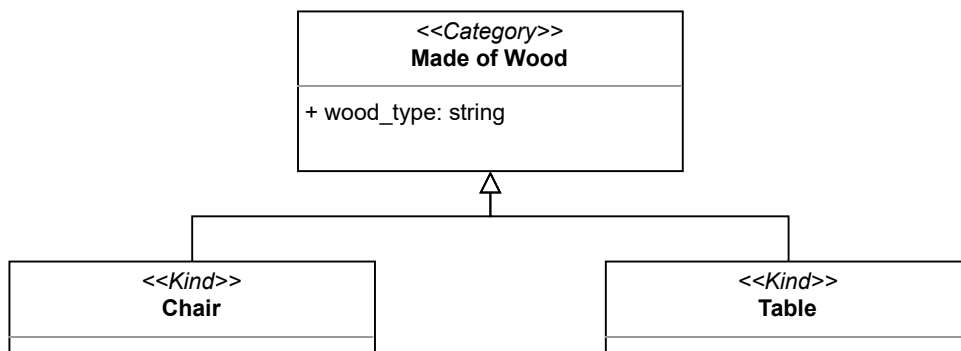 <<Category>>
Made of Wood
+ wood_type: string
<<Kind>>
Chair
<<Kind>>
Table